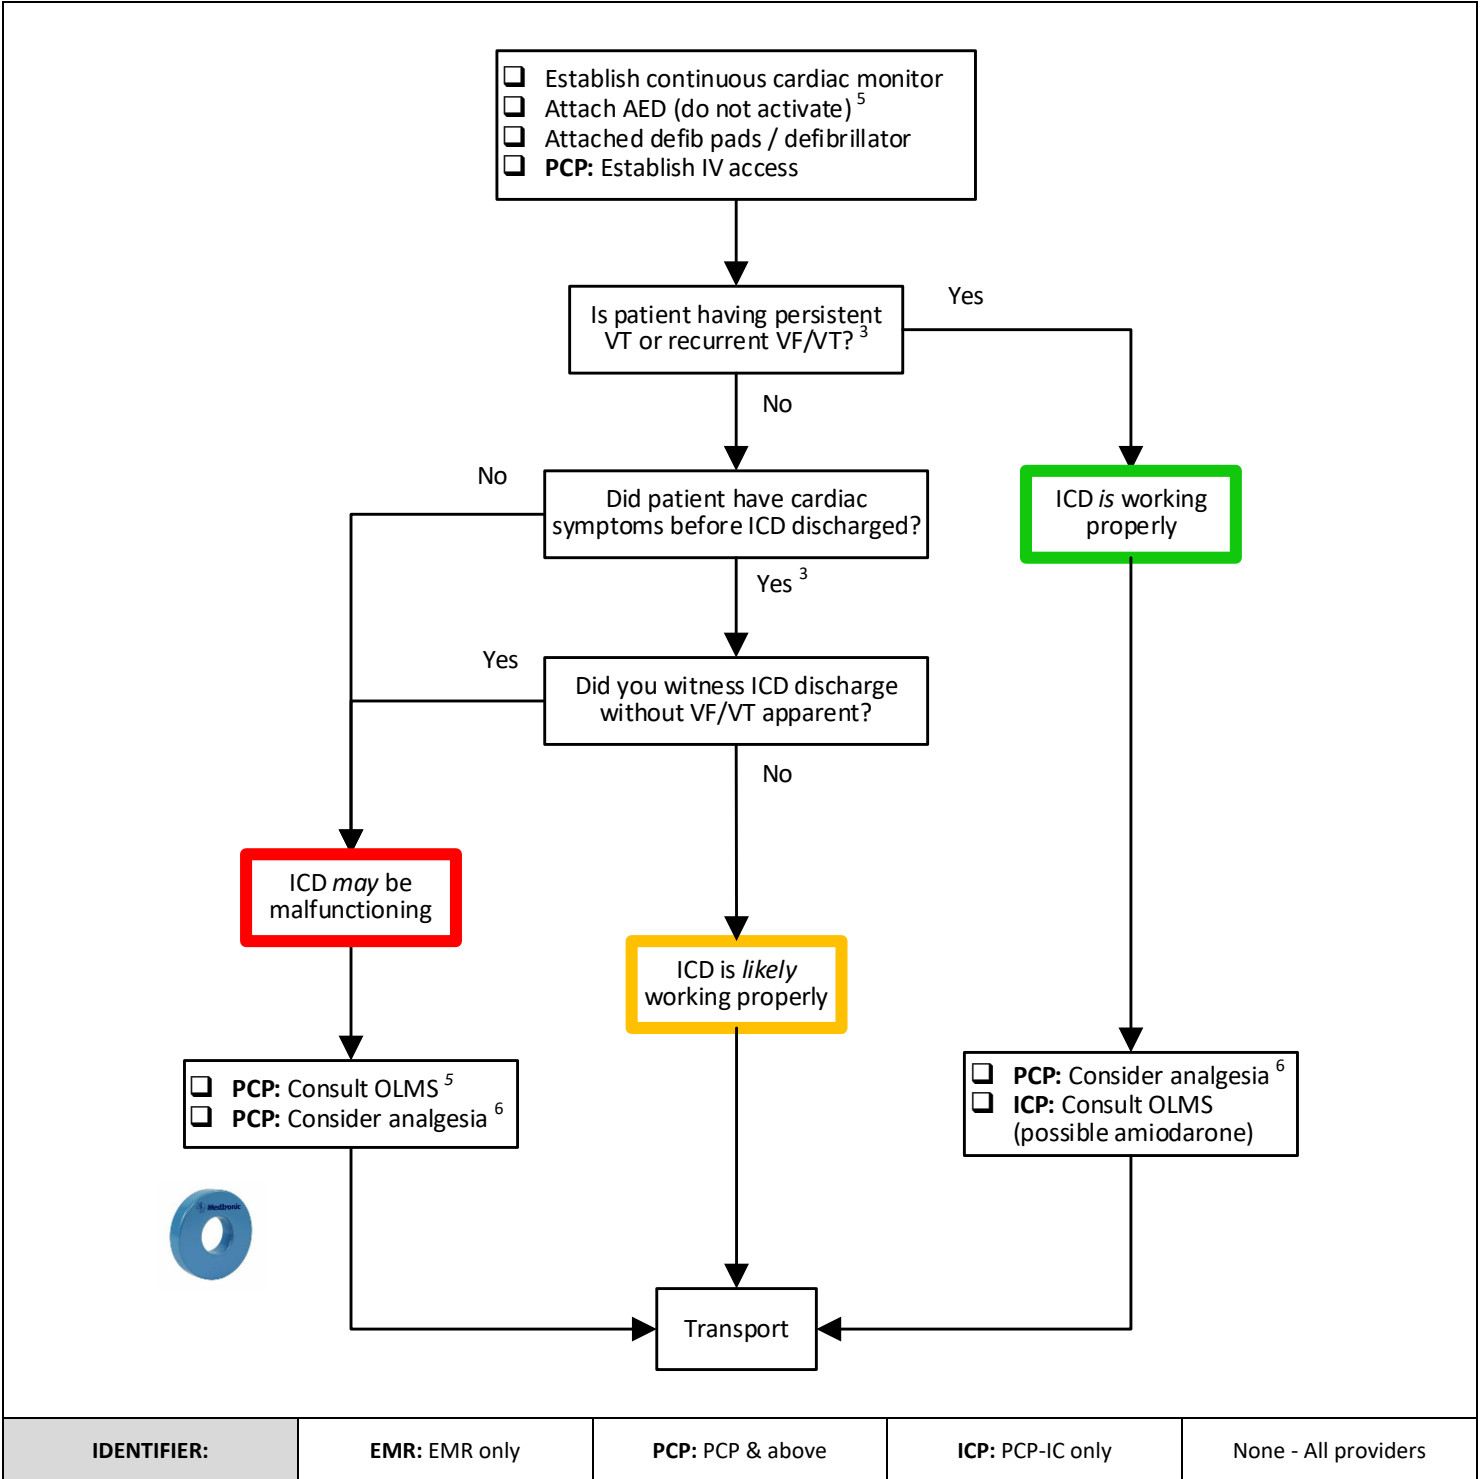 ❑ Establish continuous cardiac monitor
❑ Attach AED (do not activate) 5
❑ Attached defib pads / defibrillator
❑ PCP: Establish IV access
Is patient having persistent
VT or recurrent VF/VT? 3
Yes
No
No
Did patient have cardiac
symptoms before ICD discharged?
ICD is working
properly
Yes 3
Yes
Did you witness ICD discharge
without VF/VT apparent?
No
ICD may be
malfunctioning
ICD is likely
working properly
❑ PCP: Consult OLMS 5
❑ PCP: Consider analgesia 6
❑ PCP: Consider analgesia 6
❑ ICP: Consult OLMS
(possible amiodarone)
Medtronic
Transport
IDENTIFIER:
EMR: EMR only
PCP: PCP & above
ICP: PCP-IC only
None - All providers